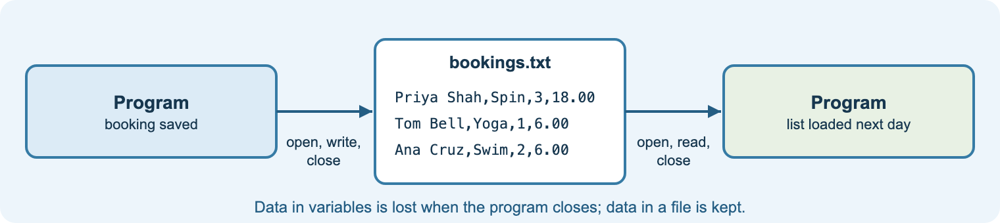 Program
booking saved
open, write,
close
bookings.txt
Priya Shah,Spin,3,18.00
Tom Bell,Yoga,1,6.00
Ana Cruz,Swim,2,6.00
open, read,
close
Program
list loaded next day
Data in variables is lost when the program closes; data in a file is kept.